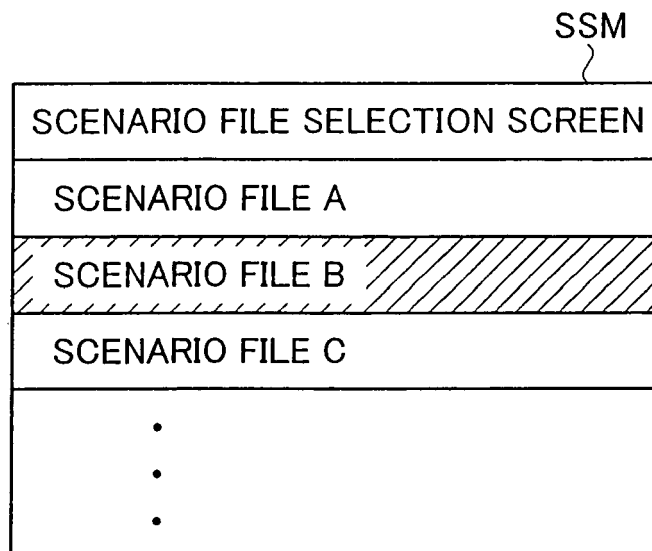 SSM
SCENARIO FILE SELECTION SCREEN
SCENARIO FILE A
SCENARIO FILE B
SCENARIO FILE C